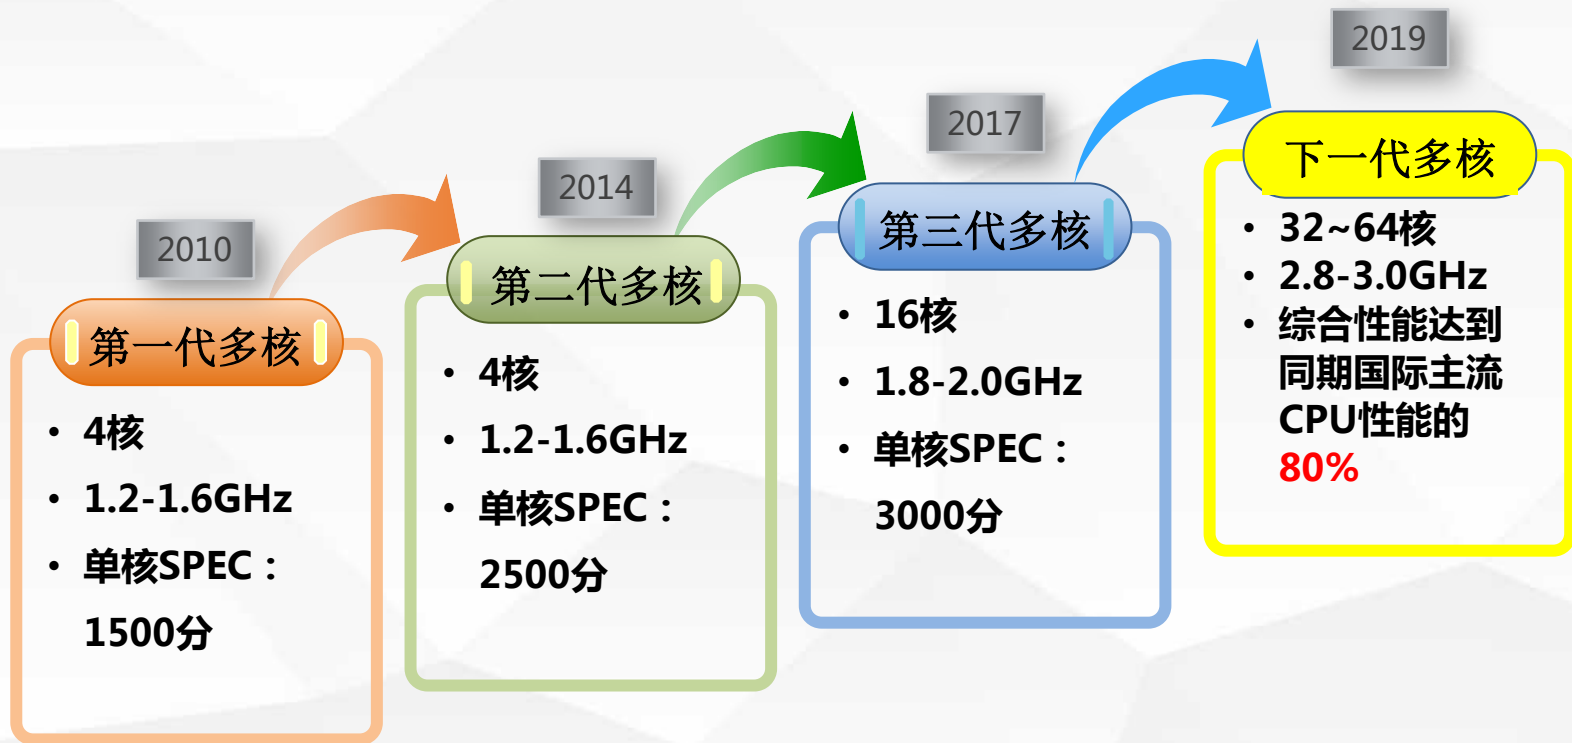 2010
第一代多核
• 4核
• 1.2-1.6GHz
• 单核SPEC：
1500分
2014
第二代多核
• 4核
• 1.2-1.6GHz
• 单核SPEC：
2500分
2017
第三代多核
• 16核
• 1.8-2.0GHz
• 单核SPEC：
3000分
2019
下一代多核
• 32~64核
• 2.8-3.0GHz
• 综合性能达到
同期国际主流
CPU性能的
80%